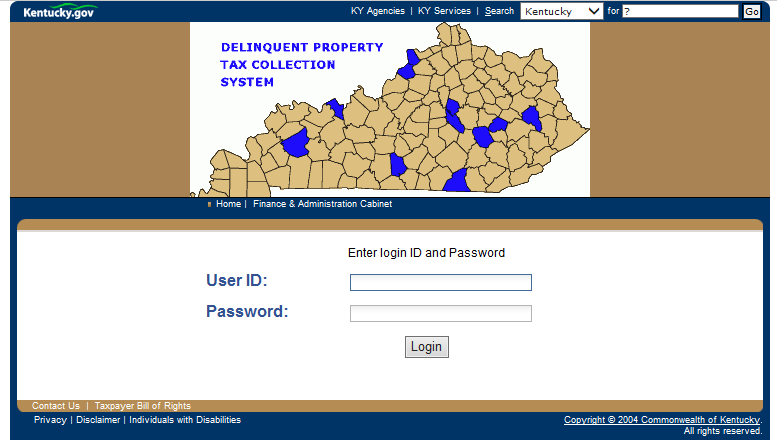 Kentucky.gov
KY Agencies | KY Services | Search Kentucky for ? Go
DELINQUENT PROPERTY
TAX COLLECTION
SYSTEM
Home | Finance & Administration Cabinet
Enter login ID and Password
User ID:
Password:
Login
Contact Us | Taxpayer Bill of Rights
Privacy | Disclaimer | Individuals with Disabilities
Copyright © 2004 Commonwealth of Kentucky.
All rights reserved.